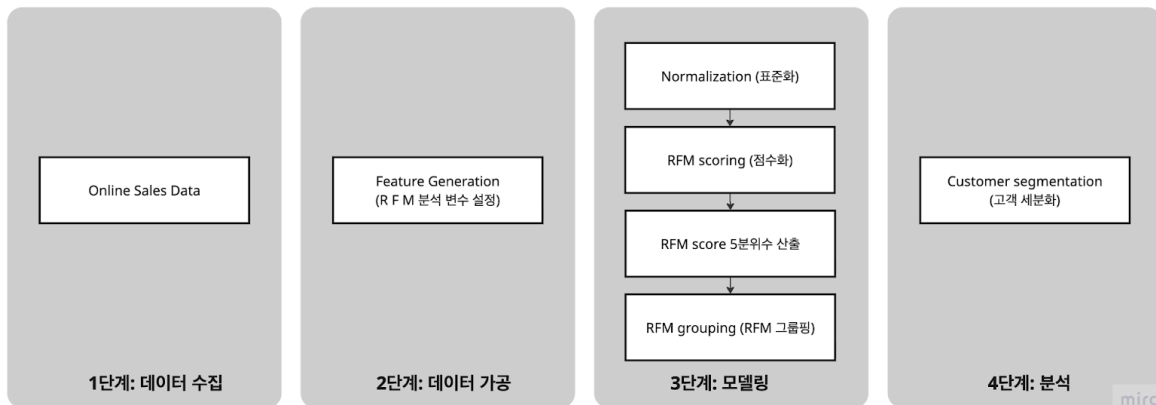 Online Sales Data
1단계: 데이터 수집
Feature Generation
(R F M 분석 변수 설정)
2단계: 데이터 가공
Normalization (표준화)
RFM scoring (점수화)
RFM score 5분위수 산출
RFM grouping (RFM 그룹핑)
3단계: 모델링
Customer segmentation
(고객 세분화)
4단계: 분석
miro